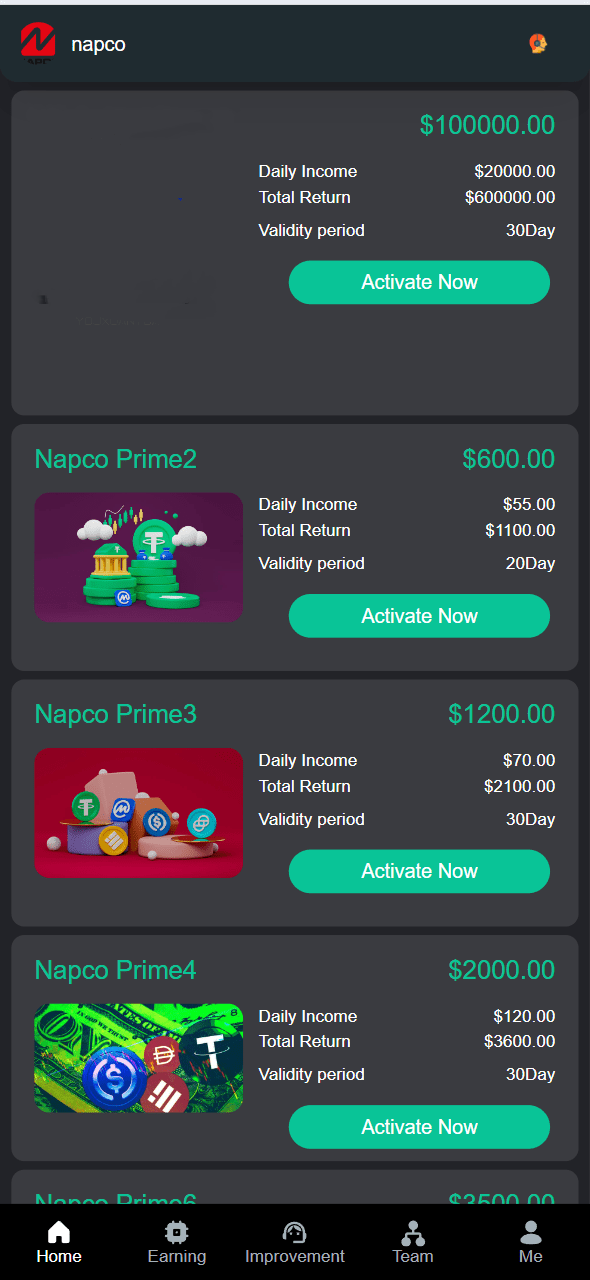 napco
$100000.00
Daily Income $20000.00
Total Return $600000.00
Validity period 30Day
Activate Now
Napco Prime2 $600.00
Daily Income $55.00
Total Return $1100.00
Validity period 20Day
Activate Now
Napco Prime3 $1200.00
Daily Income $70.00
Total Return $2100.00
Validity period 30Day
Activate Now
Napco Prime4 $2000.00
Daily Income $120.00
Total Return $3600.00
Validity period 30Day
Activate Now
Napco Prime6 $3500.00
Home Earning Improvement Team Me